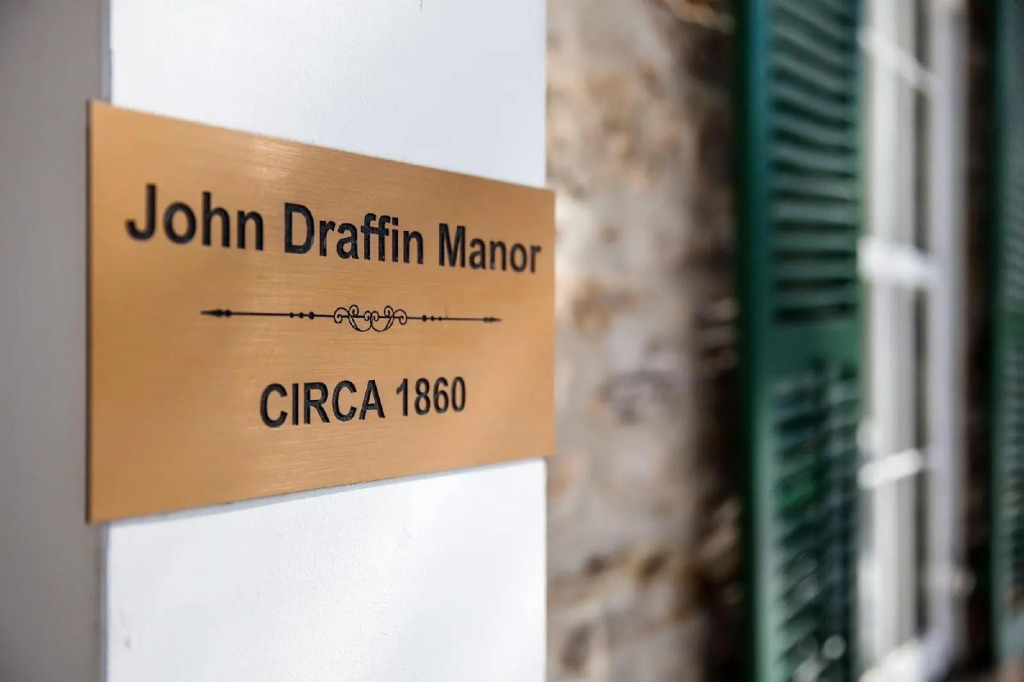 John Draffin Manor
CIRCA 1860